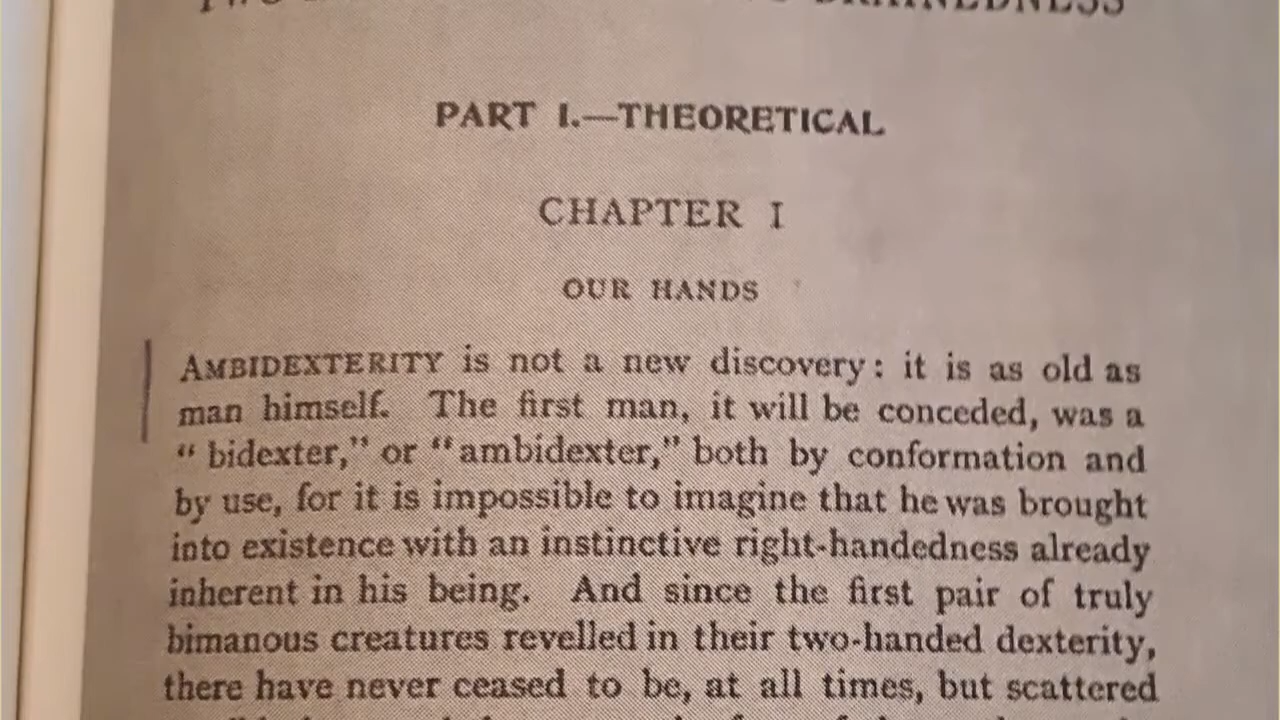 PART I.—THEORETICAL
CHAPTER I
OUR HANDS
AMBIDEXTERITY is not a new discovery: it is as old as
man himself. The first man, it will be conceded, was a
“ bidexter,” or “ambidexter,” both by conformation and
by use, for it is impossible to imagine that he was brought
into existence with an instinctive right-handedness already
inherent in his being. And since the first pair of truly
bimanous creatures revelled in their two-handed dexterity,
there have never ceased to be, at all times, but scattered